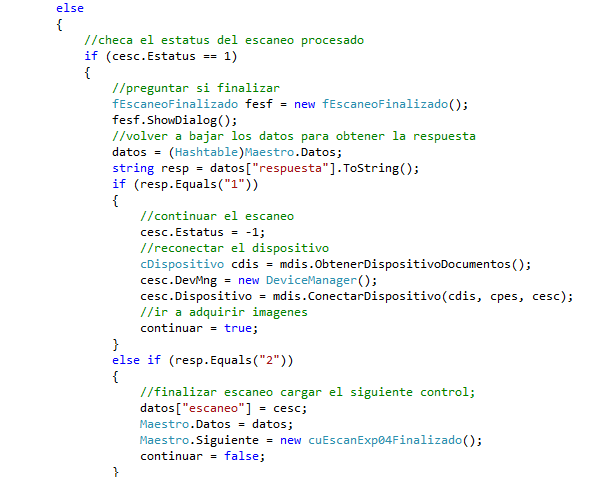 else
{
//checa el estatus del escaneo procesado
if (cesc.Estatus == 1)
{
//preguntar si finalizar
fEscaneoFinalizado fesf = new fEscaneoFinalizado();
fesf.ShowDialog();
//volver a bajar los datos para obtener la respuesta
datos = (Hashtable)Maestro.Datos;
string resp = datos["respuesta"].ToString();
if (resp.Equals("1"))
{
//continuar el escaneo
cesc.Estatus = -1;
//reconectar el dispositivo
cDispositivo cdis = mdis.ObtenerDispositivoDocumentos();
cesc.DevMng = new DeviceManager();
cesc.Dispositivo = mdis.ConectarDispositivo(cdis, cpes, cesc);
//ir a adquirir imagenes
continuar = true;
}
else if (resp.Equals("2"))
{
//finalizar escaneo cargar el siguiente control;
datos["escaneo"] = cesc;
Maestro.Datos = datos;
Maestro.Siguiente = new cuEscanExp04Finalizado();
continuar = false;
}